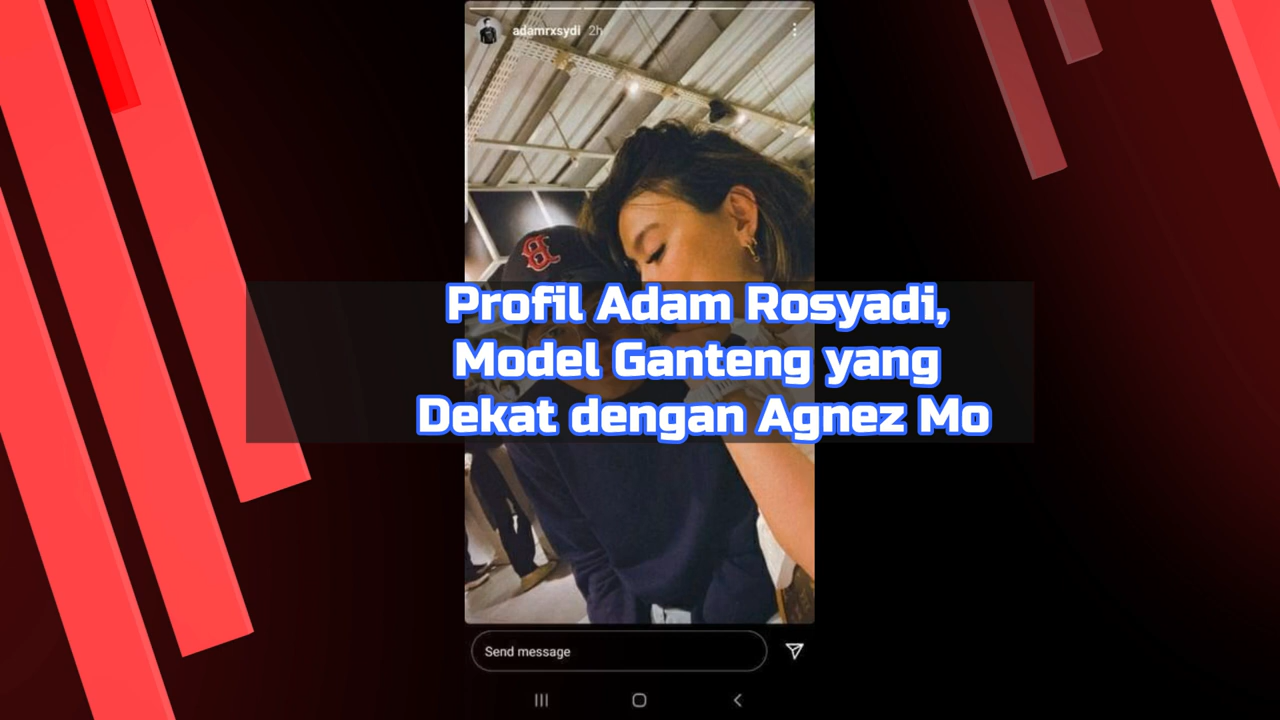 adamrxsydi 2h
B
Profil Adam Rosyadi,
Model Ganteng yang
Dekat dengan Agnez Mo
Send message